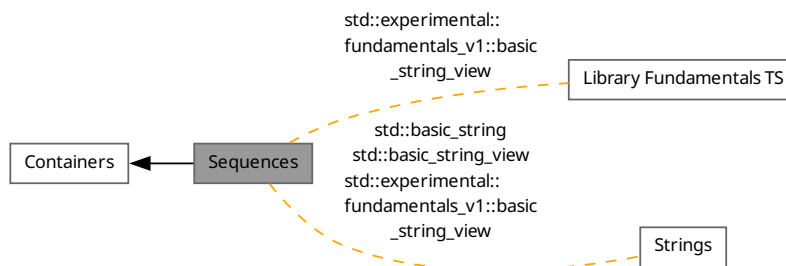 std::experimental::
fundamentals_v1::basic
_string_view
Library Fundamentals TS
std::basic_string
std::basic_string_view
std::experimental::
fundamentals_v1::basic
_string_view
Containers
Sequences
Strings